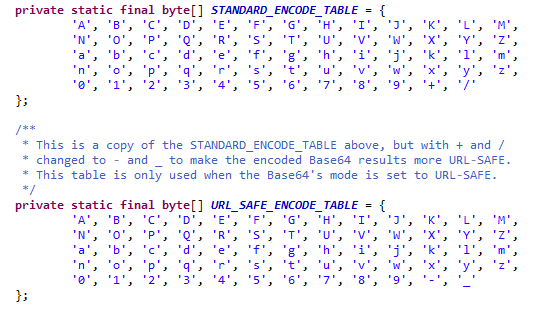 private static final byte[] STANDARD_ENCODE_TABLE = {
'A', 'B', 'C', 'D', 'E', 'F', 'G', 'H', 'I', 'J', 'K', 'L', 'M',
'N', 'O', 'P', 'Q', 'R', 'S', 'T', 'U', 'V', 'W', 'X', 'Y', 'Z',
'a', 'b', 'c', 'd', 'e', 'f', 'g', 'h', 'i', 'j', 'k', 'l', 'm',
'n', 'o', 'p', 'q', 'r', 's', 't', 'u', 'v', 'w', 'x', 'y', 'z',
'0', '1', '2', '3', '4', '5', '6', '7', '8', '9', '+', '/'
};
/**
* This is a copy of the STANDARD_ENCODE_TABLE above, but with + and /
* changed to - and _ to make the encoded Base64 results more URL-SAFE.
* This table is only used when the Base64's mode is set to URL-SAFE.
*/
private static final byte[] URL_SAFE_ENCODE_TABLE = {
'A', 'B', 'C', 'D', 'E', 'F', 'G', 'H', 'I', 'J', 'K', 'L', 'M',
'N', 'O', 'P', 'Q', 'R', 'S', 'T', 'U', 'V', 'W', 'X', 'Y', 'Z',
'a', 'b', 'c', 'd', 'e', 'f', 'g', 'h', 'i', 'j', 'k', 'l', 'm',
'n', 'o', 'p', 'q', 'r', 's', 't', 'u', 'v', 'w', 'x', 'y', 'z',
'0', '1', '2', '3', '4', '5', '6', '7', '8', '9', '-', '_'
};